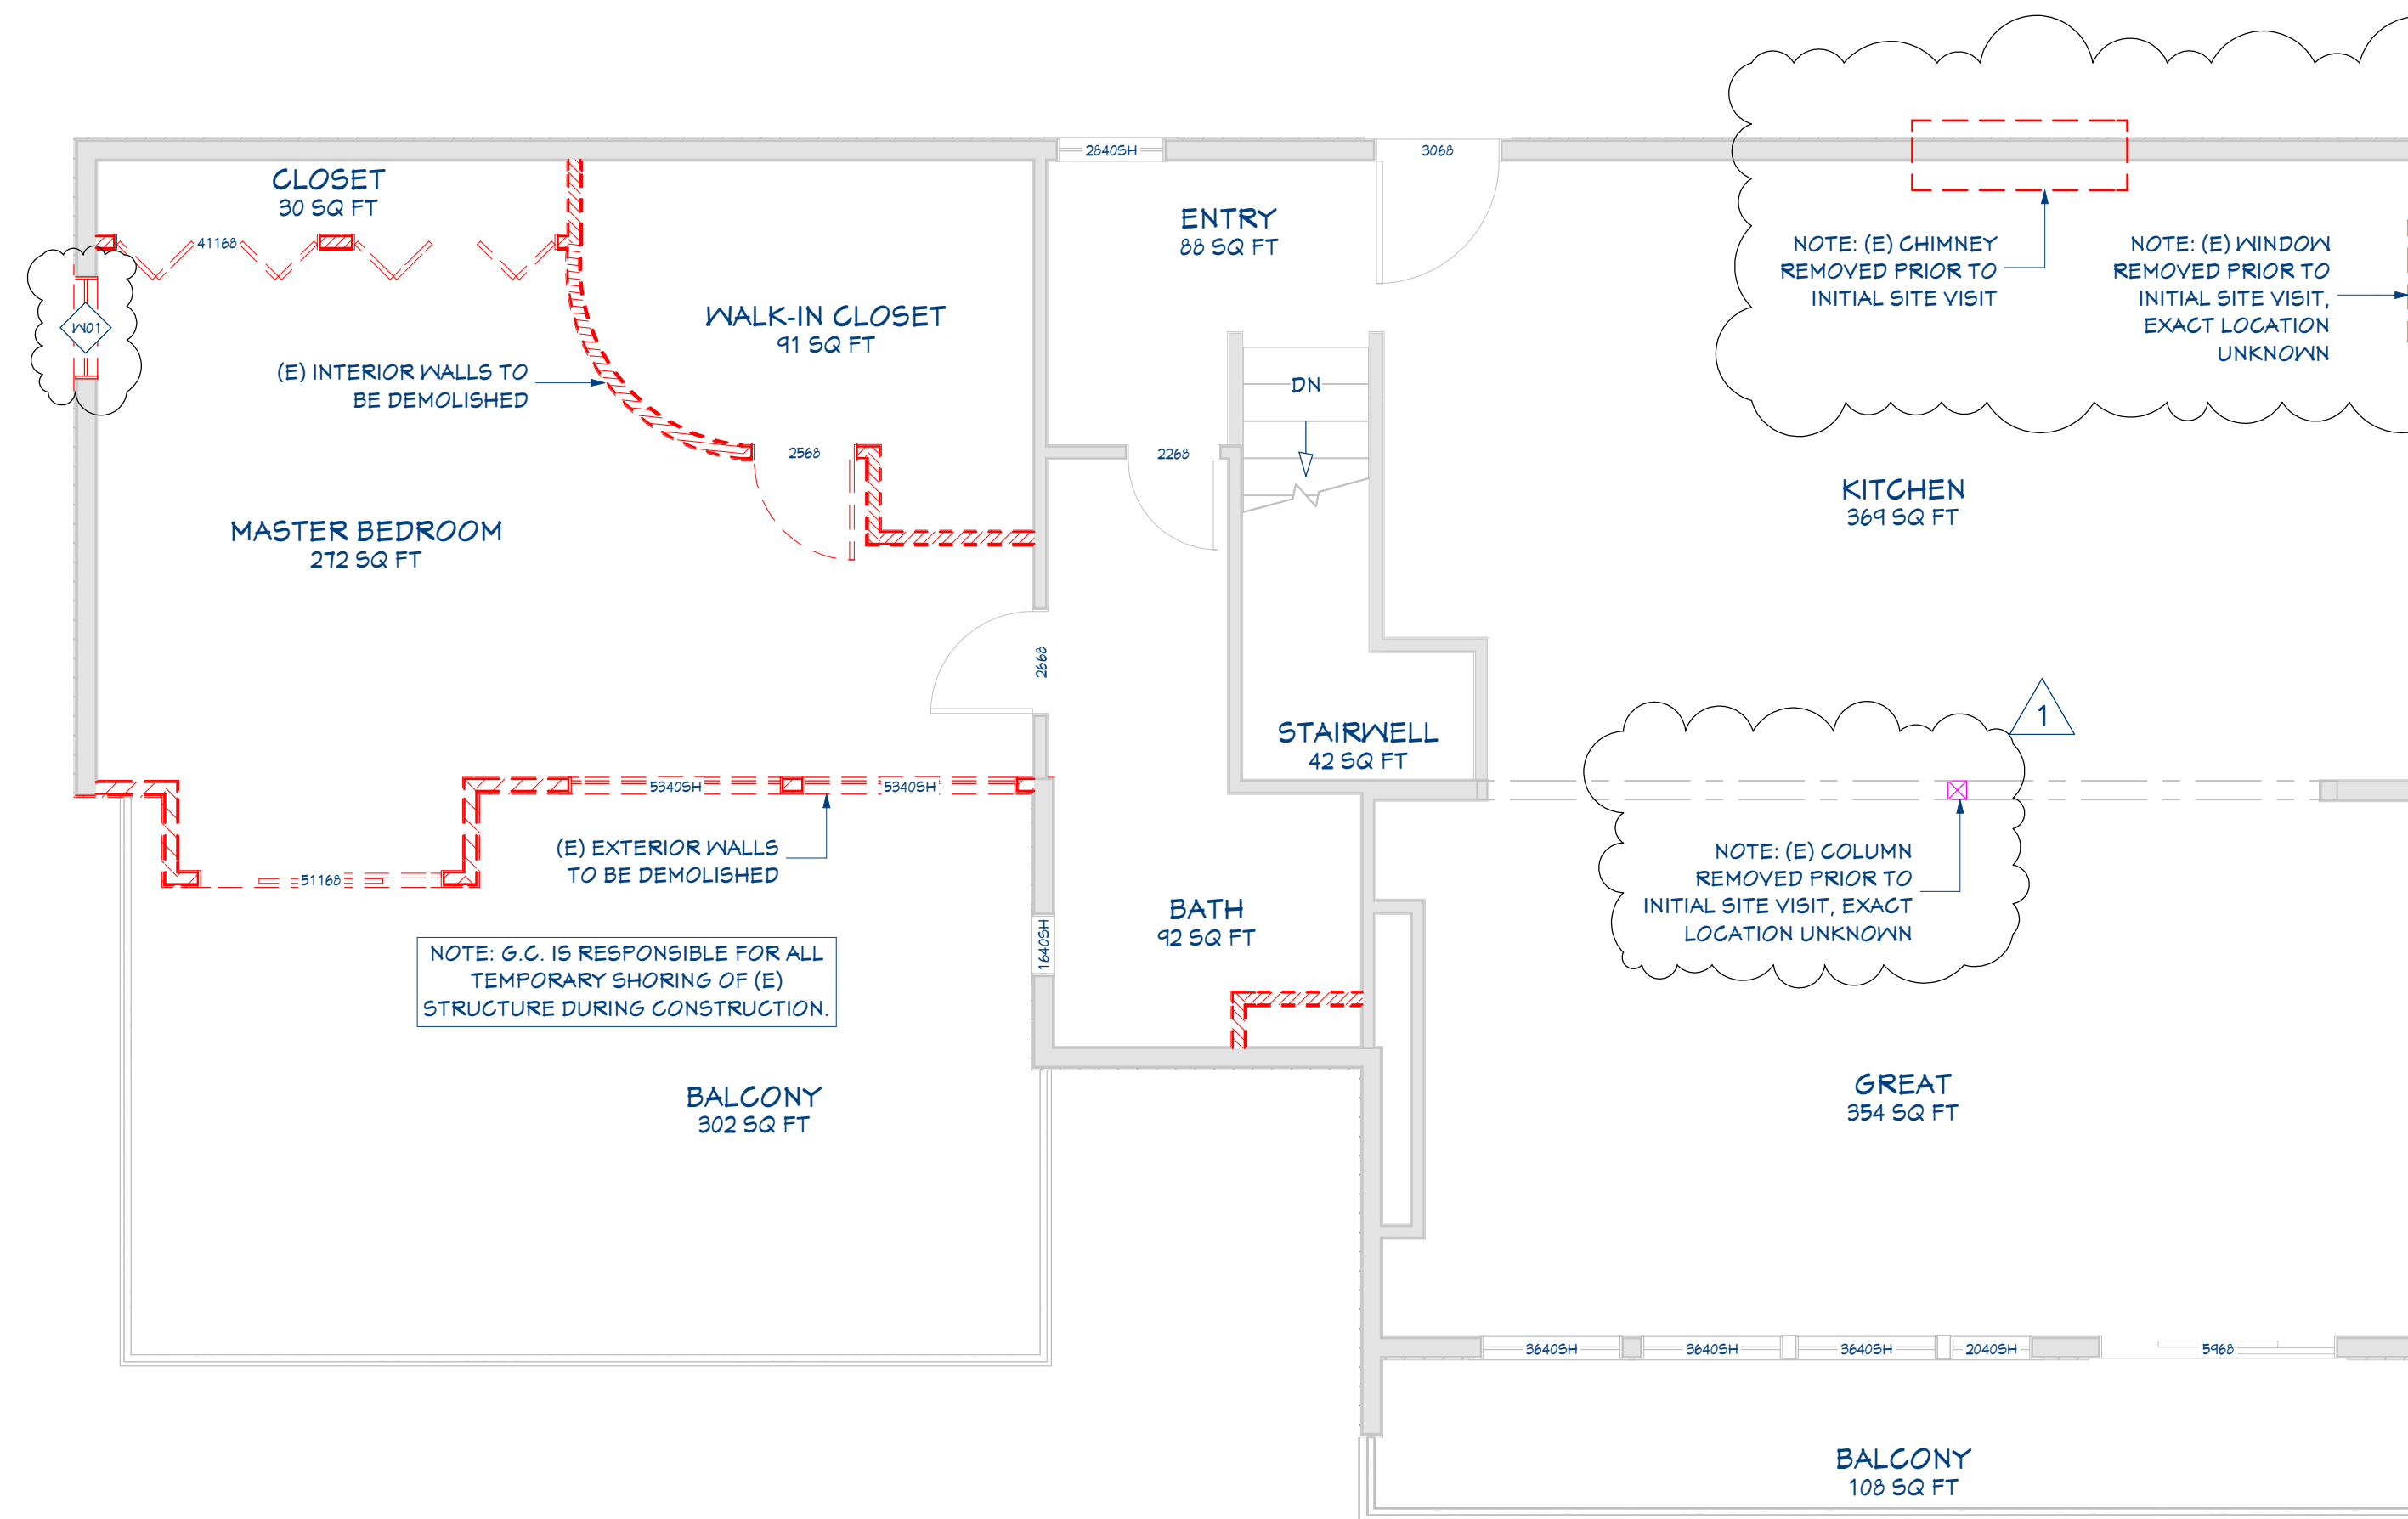 2840SH
3068
CLOSET
30 SQ FT
41168
W01
ENTRY
88 SQ FT
NOTE: (E) CHIMNEY
REMOVED PRIOR TO
INITIAL SITE VISIT
NOTE: (E) WINDOW
REMOVED PRIOR TO
INITIAL SITE VISIT,
EXACT LOCATION
UNKNOWN
WALK-IN CLOSET
91 SQ FT
(E) INTERIOR WALLS TO
BE DEMOLISHED
DN
2568
2268
KITCHEN
369 SQ FT
MASTER BEDROOM
272 SQ FT
2668
STAIRWELL
42 SQ FT
1
5340SH
5340SH
(E) EXTERIOR WALLS
TO BE DEMOLISHED
51168
NOTE: (E) COLUMN
REMOVED PRIOR TO
INITIAL SITE VISIT, EXACT
LOCATION UNKNOWN
BATH
92 SQ FT
1640SH
NOTE: G.C. IS RESPONSIBLE FOR ALL
TEMPORARY SHORING OF (E)
STRUCTURE DURING CONSTRUCTION.
BALCONY
302 SQ FT
GREAT
354 SQ FT
3640SH
3640SH
3640SH
2040SH
5968
BALCONY
108 SQ FT